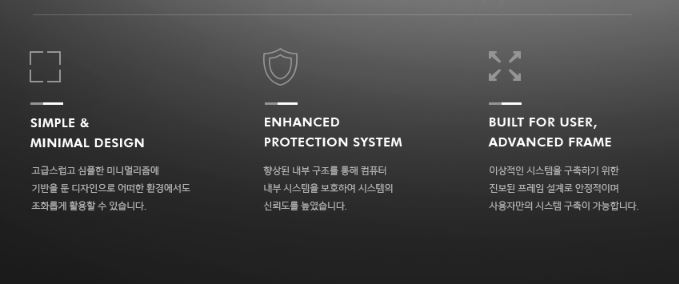 SIMPLE &
MINIMAL DESIGN
고급스럽고 심플한 미니멀리즘에
기반을 둔 디자인으로 어떠한 환경에서도
조화롭게 활용할 수 있습니다.
ENHANCED
PROTECTION SYSTEM
향상된 내부 구조를 통해 컴퓨터
내부 시스템을 보호하여 시스템의
신뢰도를 높였습니다.
BUILT FOR USER,
ADVANCED FRAME
이상적인 시스템을 구축하기 위한
진보된 프레임 설계로 안정적이며
사용자만의 시스템 구축이 가능합니다.